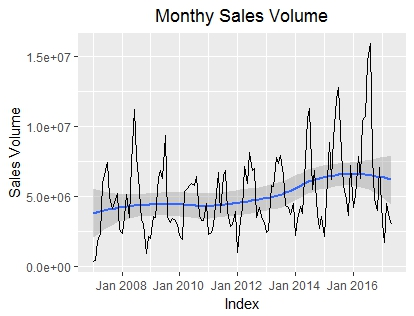 Monthy Sales Volume
1.5e+07
1.0e+07
5.0e+06
0.0e+00
Sales Volume
Jan 2008 Jan 2010 Jan 2012 Jan 2014 Jan 2016
Index